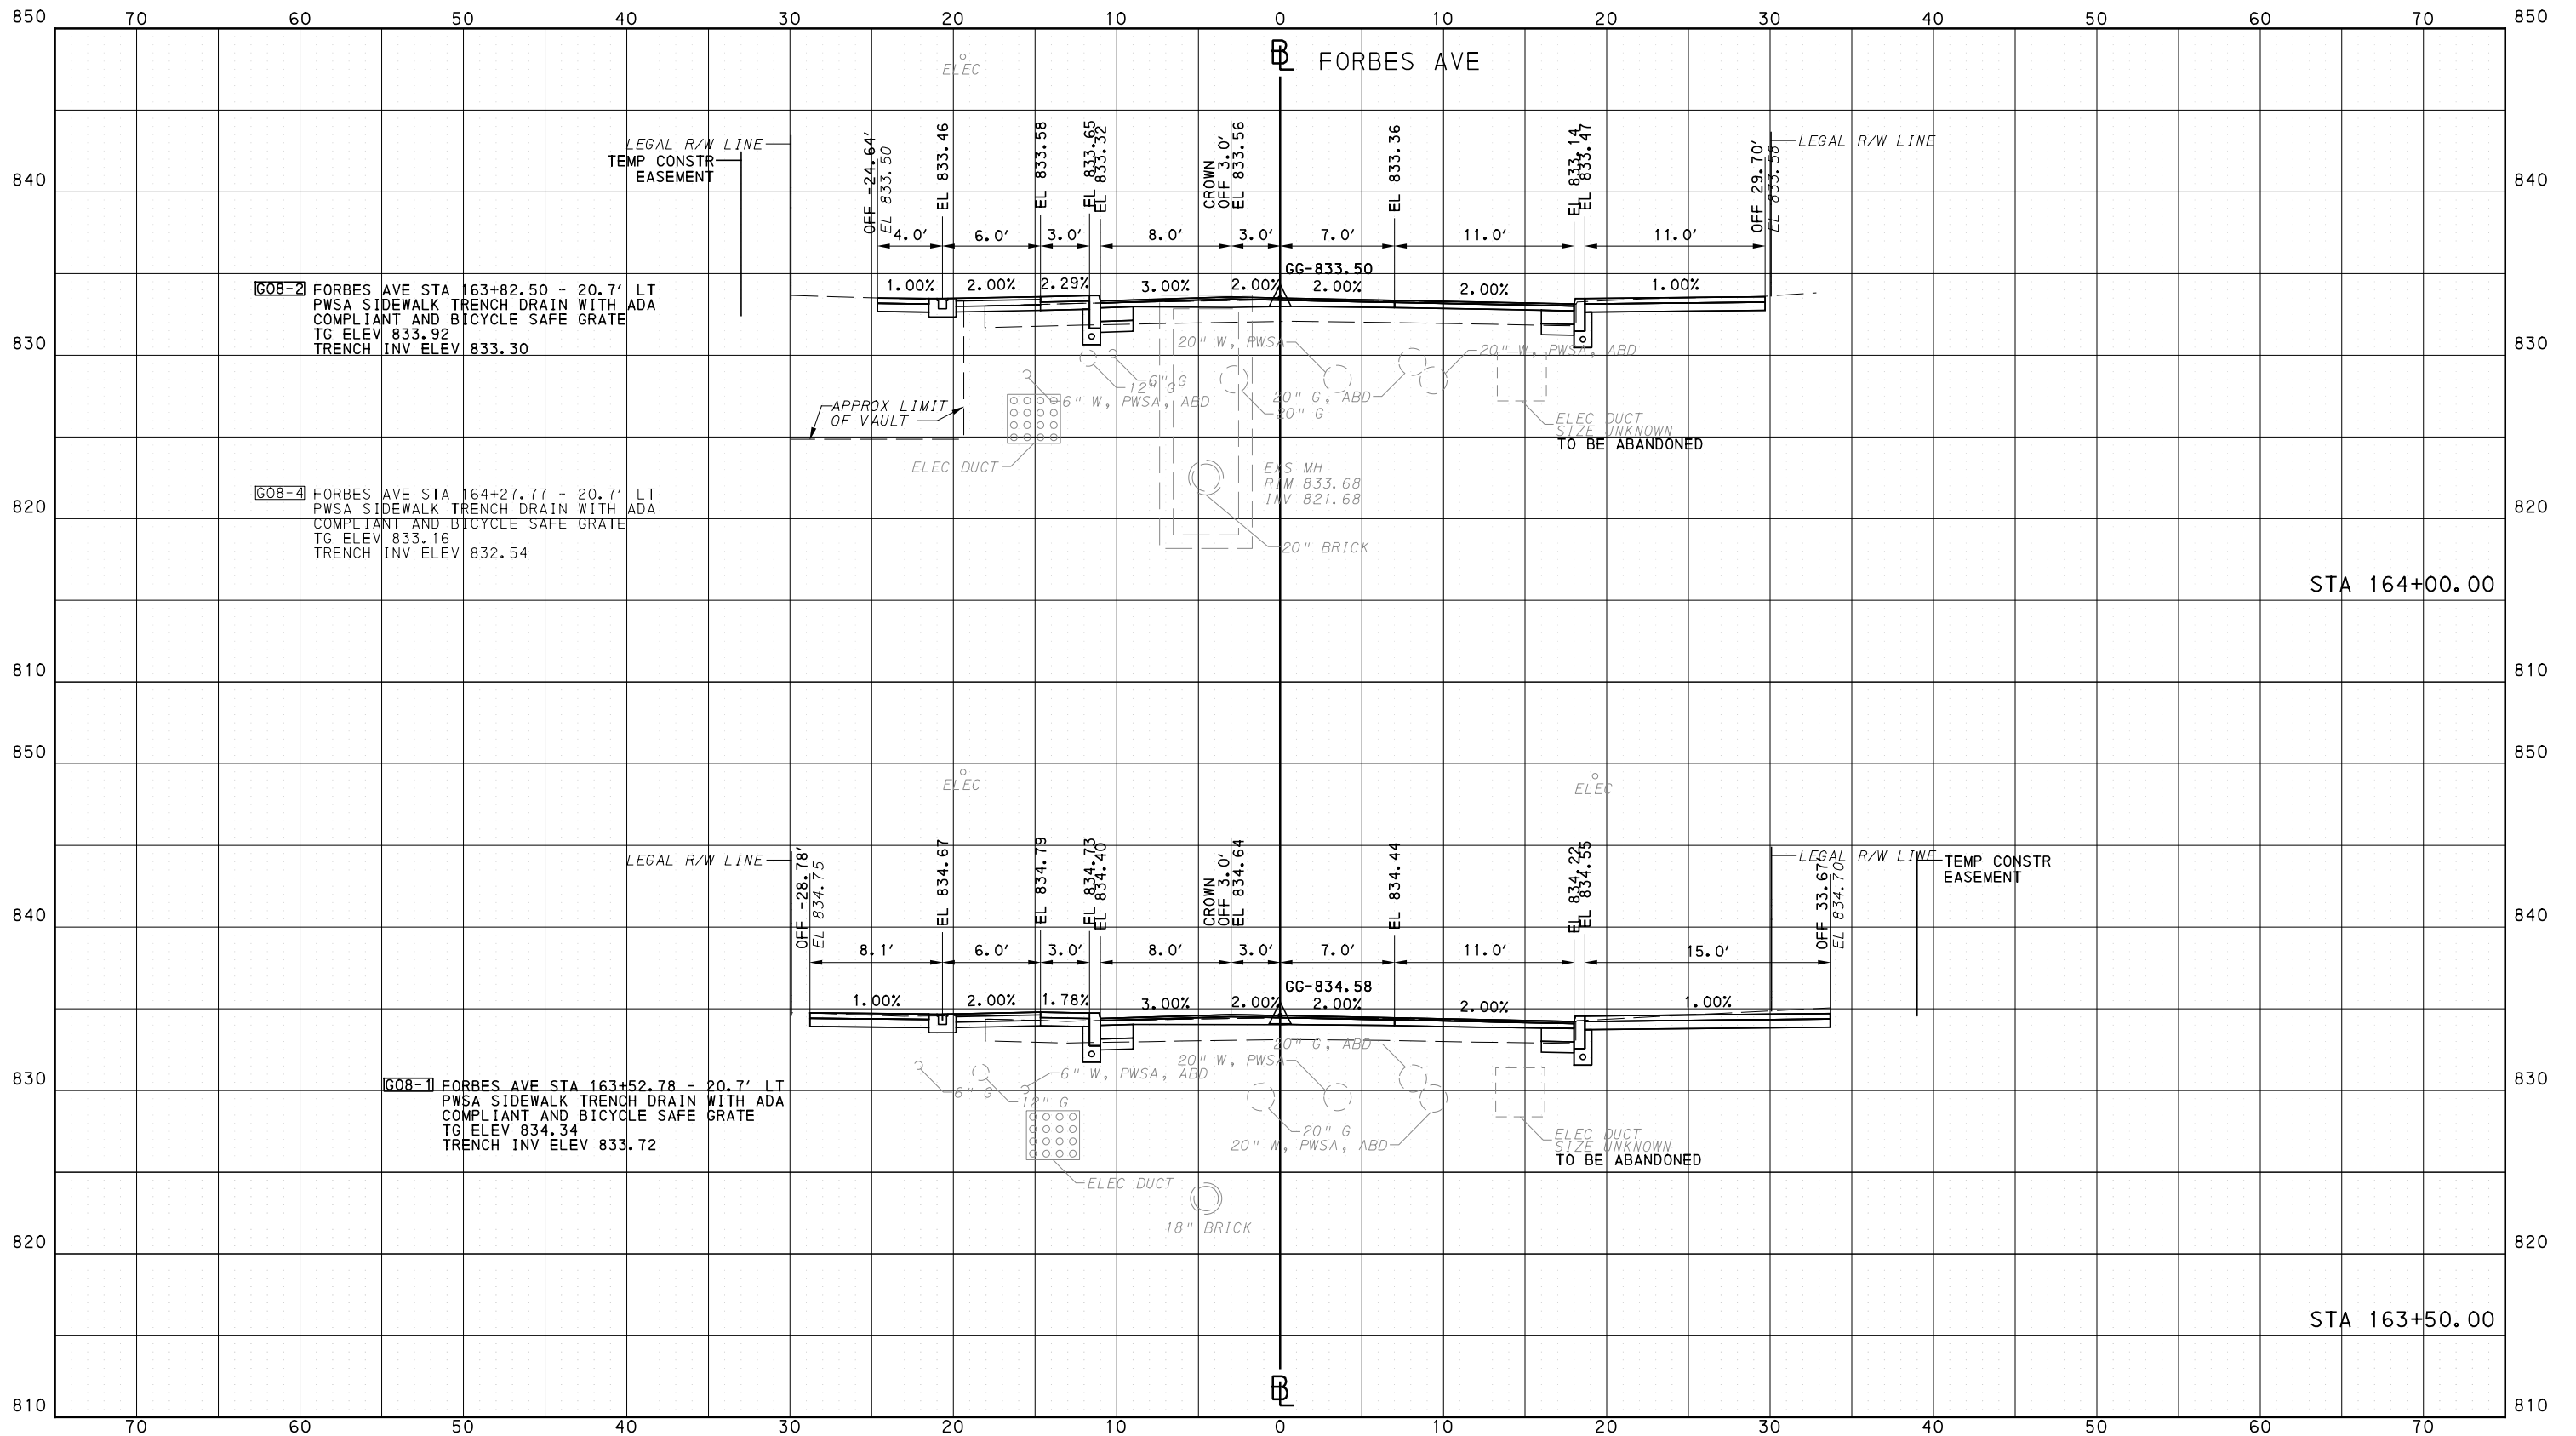 850 70 60 50 40 30 20 10 0 10 20 30 40 50 60 70 850
ELEC
BL FORBES AVE
LEGAL R/W LINE
TEMP CONSTR
EASEMENT
OFF -24.64'
EL 833.50
EL 833.46
EL 833.58
EL 833.65
EL 833.32
CROWN
OFF 3.0'
EL 833.56
EL 833.36
EL 833.14
EL 833.47
OFF 29.70'
EL 833.58
LEGAL R/W LINE
840 840
4.0' 6.0' 3.0' 8.0' 3.0' 7.0' 11.0' 11.0'
GG-833.50
1.00% 2.00% 2.29% 3.00% 2.00% 2.00% 2.00% 1.00%
G08-2 FORBES AVE STA 163+82.50 - 20.7' LT
PWSA SIDEWALK TRENCH DRAIN WITH ADA
COMPLIANT AND BICYCLE SAFE GRATE
TG ELEV 833.92
TRENCH INV ELEV 833.30
830 830
20" W, PWSA
20" W, PWSA, ABD
6" G
12" G
6" W, PWSA, ABD
20" G, ABD
20" G
APPROX LIMIT
OF VAULT
ELEC DUCT
SIZE UNKNOWN
TO BE ABANDONED
ELEC DUCT
EXS MH
RIM 833.68
INV 821.68
20" BRICK
G08-4 FORBES AVE STA 164+27.77 - 20.7' LT
PWSA SIDEWALK TRENCH DRAIN WITH ADA
COMPLIANT AND BICYCLE SAFE GRATE
TG ELEV 833.16
TRENCH INV ELEV 832.54
820 820
STA 164+00.00
810 810
850 850
ELEC
ELEC
LEGAL R/W LINE
OFF -28.78'
EL 834.75
EL 834.67
EL 834.79
EL 834.73
EL 834.40
CROWN
OFF 3.0'
EL 834.64
EL 834.44
EL 834.22
EL 834.55
LEGAL R/W LINE
OFF 33.67'
EL 834.70
TEMP CONSTR
EASEMENT
840 840
8.1' 6.0' 3.0' 8.0' 3.0' 7.0' 11.0' 15.0'
GG-834.58
1.00% 2.00% 1.78% 3.00% 2.00% 2.00% 2.00% 1.00%
20" G, ABD
20" W, PWSA
6" W, PWSA, ABD
6" G
12" G
20" G
20" W, PWSA, ABD
830 830
G08-1 FORBES AVE STA 163+52.78 - 20.7' LT
PWSA SIDEWALK TRENCH DRAIN WITH ADA
COMPLIANT AND BICYCLE SAFE GRATE
TG ELEV 834.34
TRENCH INV ELEV 833.72
ELEC DUCT
SIZE UNKNOWN
TO BE ABANDONED
ELEC DUCT
18" BRICK
820 820
STA 163+50.00
BL
810 810
70 60 50 40 30 20 10 0 10 20 30 40 50 60 70